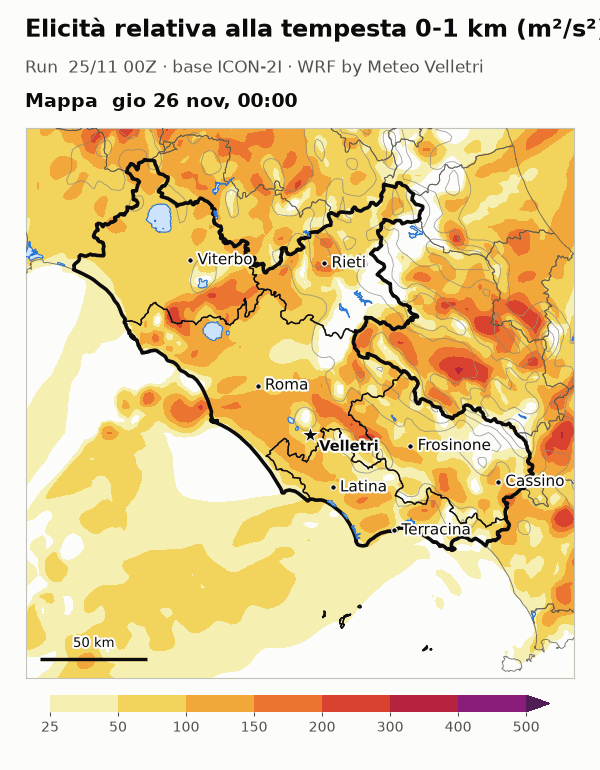 Elicità relativa alla tempesta 0-1 km (m²/s²)
Run 25/11 00Z · base ICON-2I · WRF by Meteo Velletri
Mappa gio 26 nov, 00:00
Viterbo
Rieti
Roma
Velletri
Frosinone
Latina
Cassino
Terracina
50 km
25 50 100 150 200 300 400 500